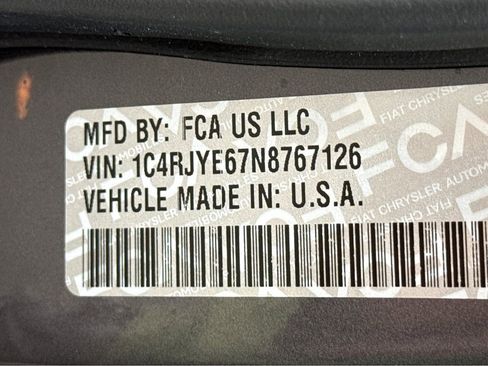 MFD BY: FCA US LLC
VIN: 1C4RJYE67N8767126
VEHICLE MADE IN: U.S.A.